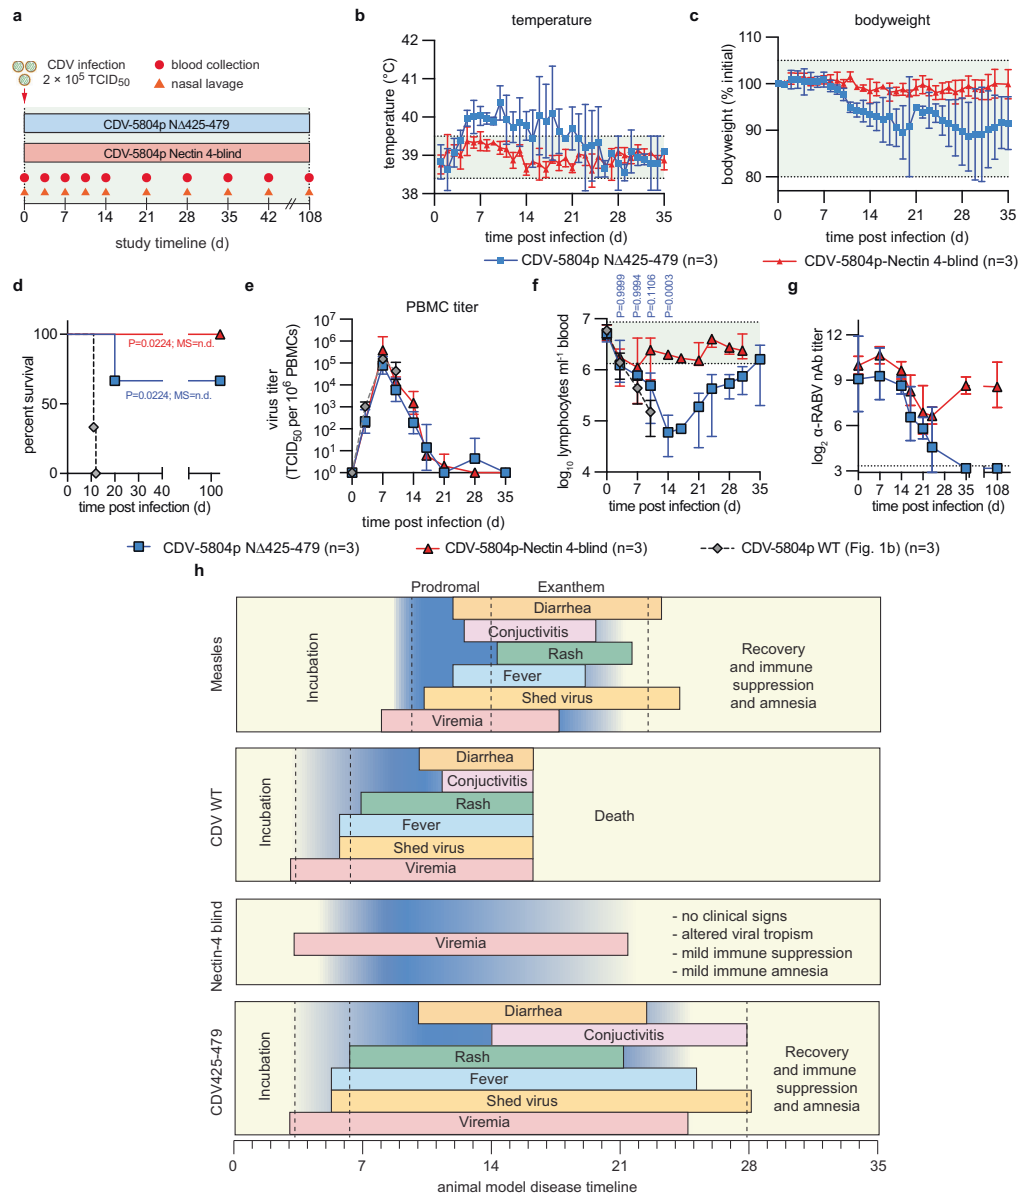 a
CDV infection
2 × 10⁵ TCID₅₀
blood collection
nasal lavage
CDV-5804p NΔ425-479
CDV-5804p Nectin 4-blind
0 7 14 21 28 35 42 108
study timeline (d)
b
temperature
temperature (°C)
42
41
40
39
38
0 7 14 21 28 35
time post infection (d)
c
bodyweight
bodyweight (% initial)
110
100
90
80
0 7 14 21 28 35
time post infection (d)
CDV-5804p NΔ425-479 (n=3)
CDV-5804p-Nectin 4-blind (n=3)
d
percent survival
100
50
0
P=0.0224; MS=n.d.
P=0.0224; MS=n.d.
0 20 40 100
time post infection (d)
e
PBMC titer
virus titer
(TCID₅₀ per 10⁶ PBMCs)
10⁷
10⁶
10⁵
10⁴
10³
10²
10¹
10⁰
0 7 14 21 28 35
time post infection (d)
f
P=0.9999
P=0.9994
P=0.1106
P=0.0003
log₁₀ lymphocytes ml⁻¹ blood
7
6
5
4
0 7 14 21 28 35
time post infection (d)
g
log₂ α-RABV nAb titer
12
9
6
3
0 7 14 21 35 108
time post infection (d)
CDV-5804p NΔ425-479 (n=3)
CDV-5804p-Nectin 4-blind (n=3)
CDV-5804p WT (Fig. 1b) (n=3)
h
Prodromal
Exanthem
Measles
Incubation
Diarrhea
Conjuctivitis
Rash
Fever
Shed virus
Viremia
Recovery
and immune
suppression
and amnesia
CDV WT
Incubation
Diarrhea
Conjuctivitis
Rash
Fever
Shed virus
Viremia
Death
Nectin-4 blind
Viremia
- no clinical signs
- altered viral tropism
- mild immune suppression
- mild immune amnesia
CDV425-479
Incubation
Diarrhea
Conjuctivitis
Rash
Fever
Shed virus
Viremia
Recovery
and immune
suppression
and amnesia
0 7 14 21 28 35
animal model disease timeline